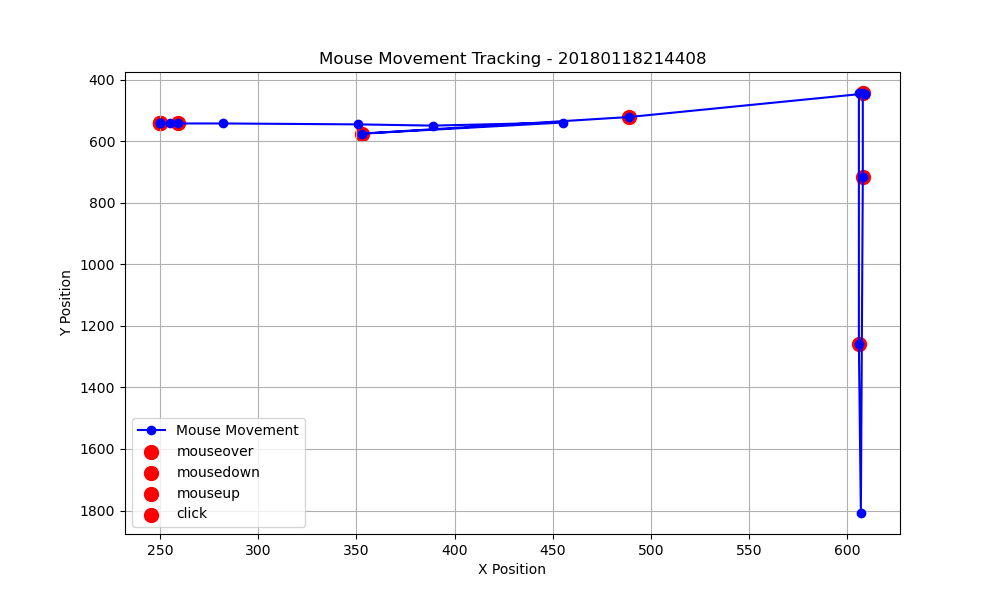 Mouse Movement Tracking - 20180118214408
400
600
800
1000
1200
1400
1600
1800
Y Position
Mouse Movement
mouseover
mousedown
mouseup
click
250
300
350
400
450
500
550
600
X Position